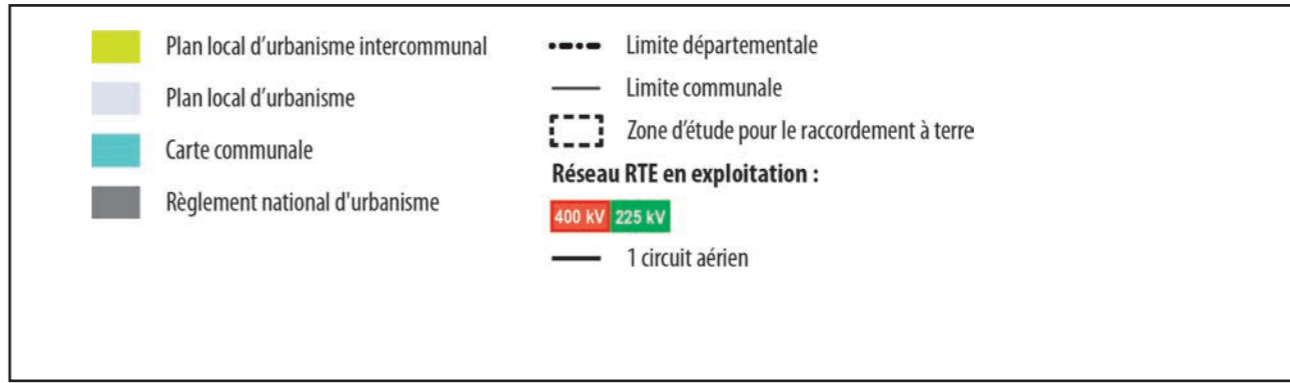 Plan local d’urbanisme intercommunal
Plan local d’urbanisme
Carte communale
Règlement national d'urbanisme
Limite départementale
Limite communale
Zone d’étude pour le raccordement à terre
Réseau RTE en exploitation :
400 kV 225 kV
1 circuit aérien